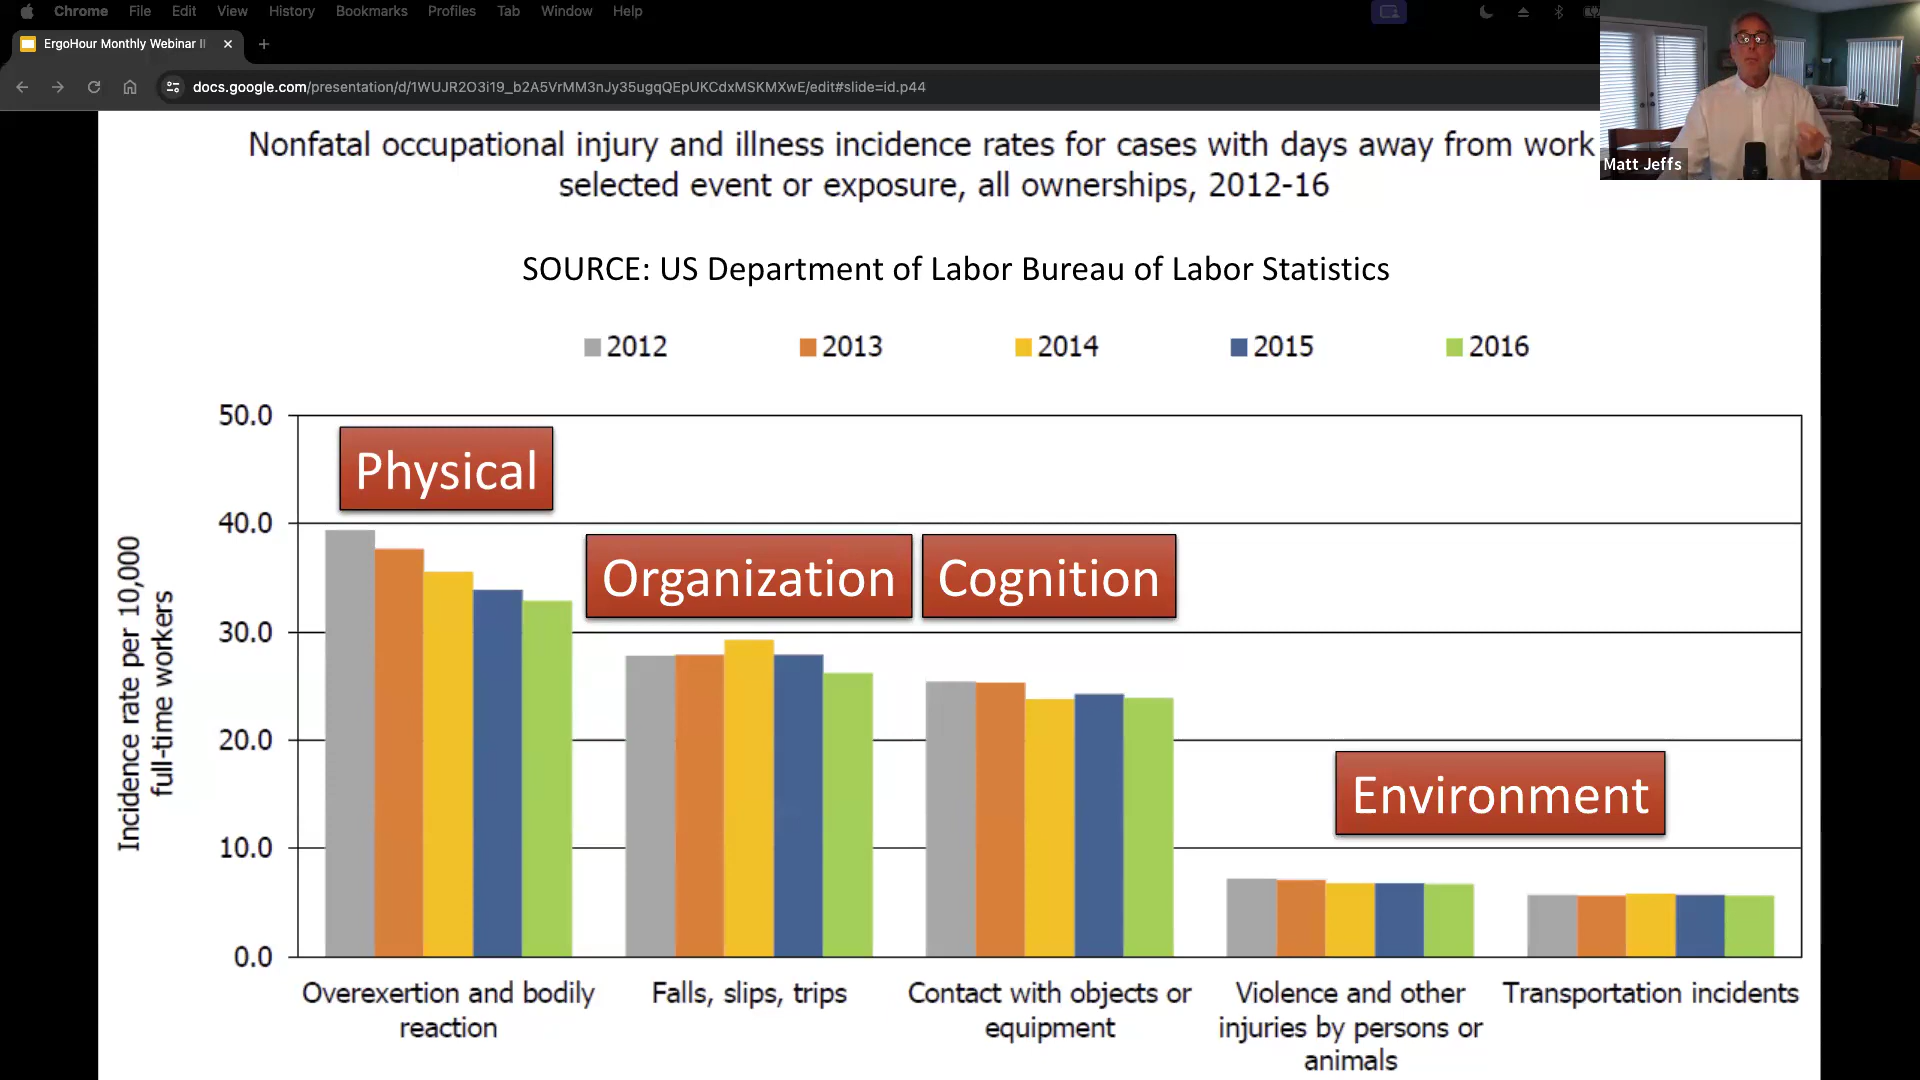 Chrome File Edit View History Bookmarks Profiles Tab Window Help
ErgoHour Monthly Webinar II
docs.google.com/presentation/d/1WUJR2O3i19_b2A5VrMM3nJy35ugqQEpUKCdxMSKMXwE/edit#slide=id.p44
Matt Jeffs
Nonfatal occupational injury and illness incidence rates for cases with days away from work
selected event or exposure, all ownerships, 2012-16
SOURCE: US Department of Labor Bureau of Labor Statistics
2012 2013 2014 2015 2016
Incidence rate per 10,000
full-time workers
50.0
40.0
30.0
20.0
10.0
0.0
Physical
Organization
Cognition
Environment
Overexertion and bodily
reaction
Falls, slips, trips
Contact with objects or
equipment
Violence and other
injuries by persons or
animals
Transportation incidents